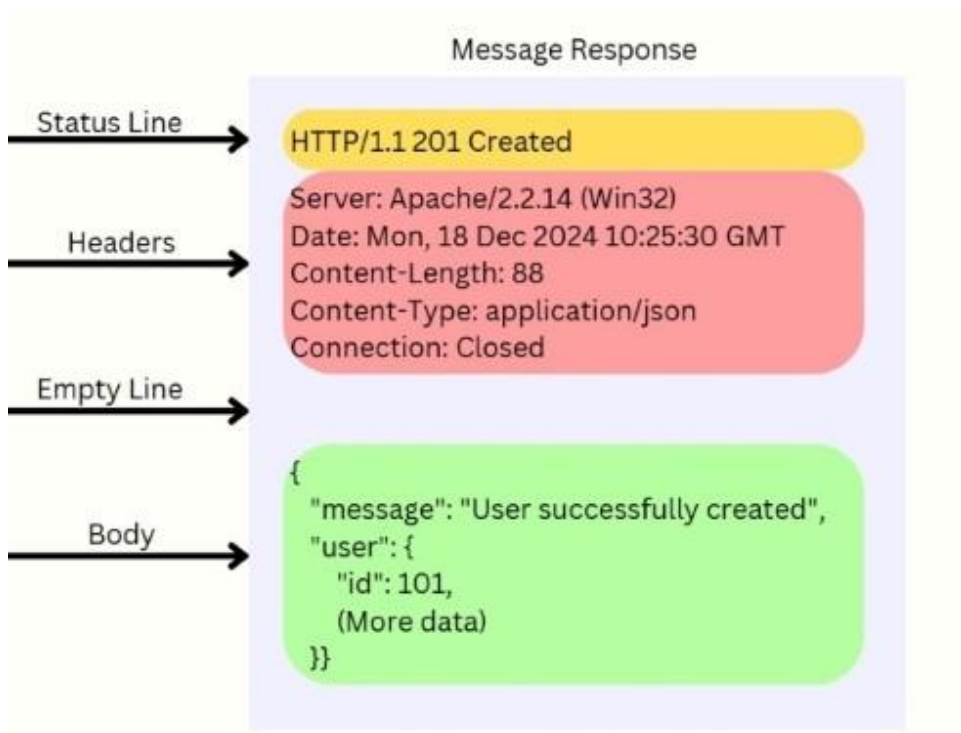 Message Response
Status Line
HTTP/1.1 201 Created
Headers
Server: Apache/2.2.14 (Win32)
Date: Mon, 18 Dec 2024 10:25:30 GMT
Content-Length: 88
Content-Type: application/json
Connection: Closed
Empty Line
Body
{
"message": "User successfully created",
"user": {
"id": 101,
(More data)
}}